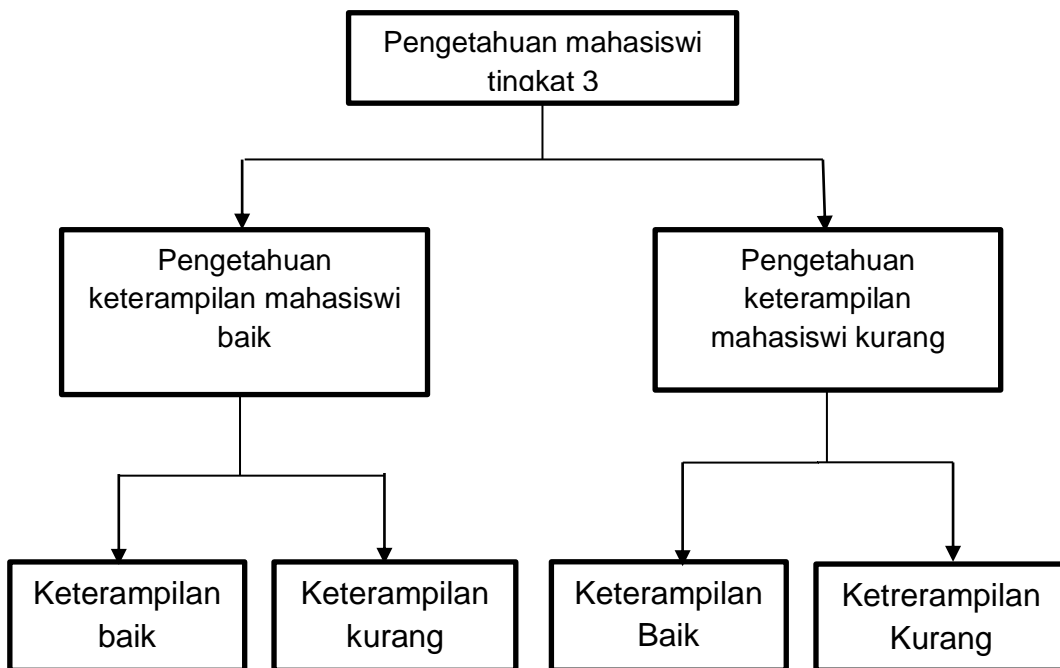 Pengetahuan mahasiswi
tingkat 3
Pengetahuan
keterampilan mahasiswi
baik
Pengetahuan
keterampilan
mahasiswi kurang
Keterampilan
baik
Keterampilan
kurang
Keterampilan
Baik
Ketrerampilan
Kurang